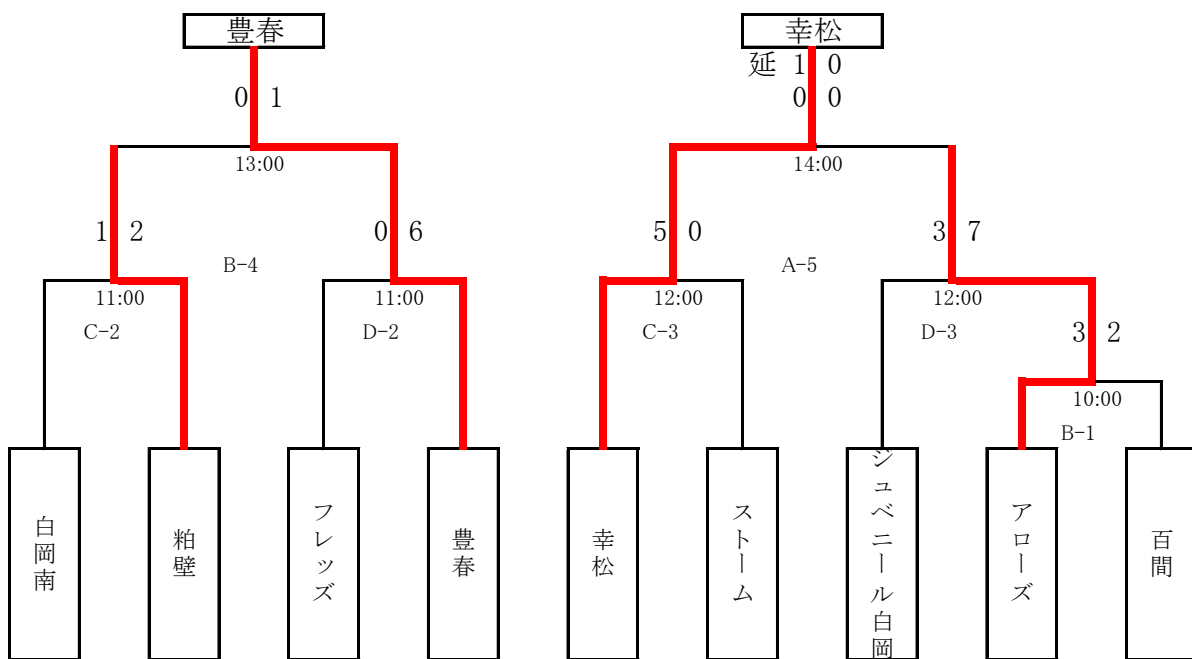 豊春
幸松
延 1 0
0 1
0 0
13:00
14:00
1 2
0 6
5 0
3 7
B-4
A-5
11:00
11:00
12:00
12:00
C-2
D-2
C-3
D-3
3 2
10:00
B-1
白岡南
粕壁
フレッズ
豊春
幸松
ストーム
ジュベニール白岡
アローズ
百間